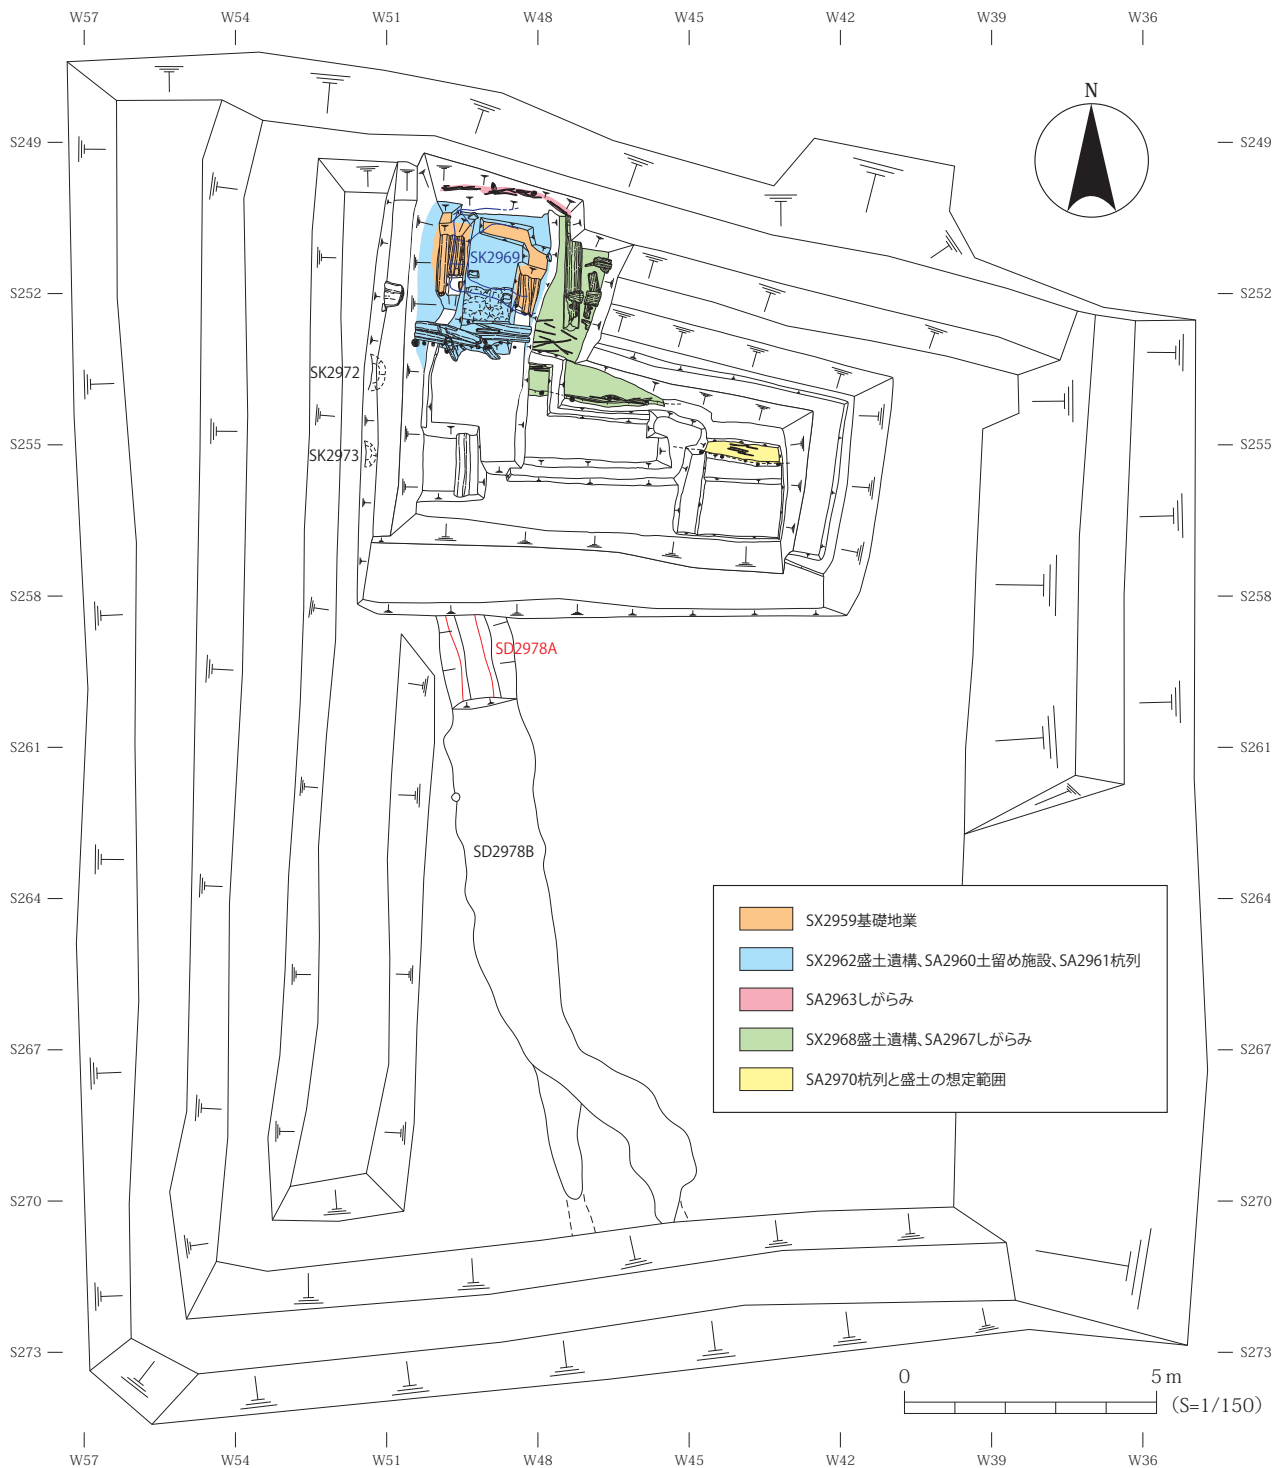 W57 W54 W51 W48 W45 W42 W39 W36
N
S249 S249
SK2969
S252 S252
SK2972
S255 S255
SK2973
S258 S258
SD2978A
S261 S261
SD2978B
S264 S264
SX2959基礎地業
SX2962盛土遺構、SA2960土留め施設、SA2961杭列
SA2963しがらみ
SX2968盛土遺構、SA2967しがらみ
SA2970杭列と盛土の想定範囲
S267 S267
S270 S270
S273 S273
0 5 m
(S=1/150)
W57 W54 W51 W48 W45 W42 W39 W36